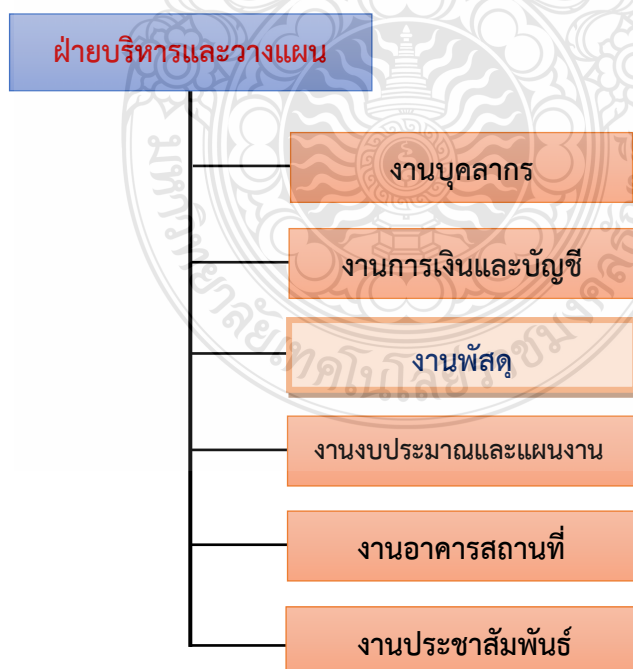 ฝ่ายบริหารและวางแผน
งานบุคลากร
งานการเงินและบัญชี
งานพัสดุ
งานงบประมาณและแผนงาน
งานอาคารสถานที่
งานประชาสัมพันธ์